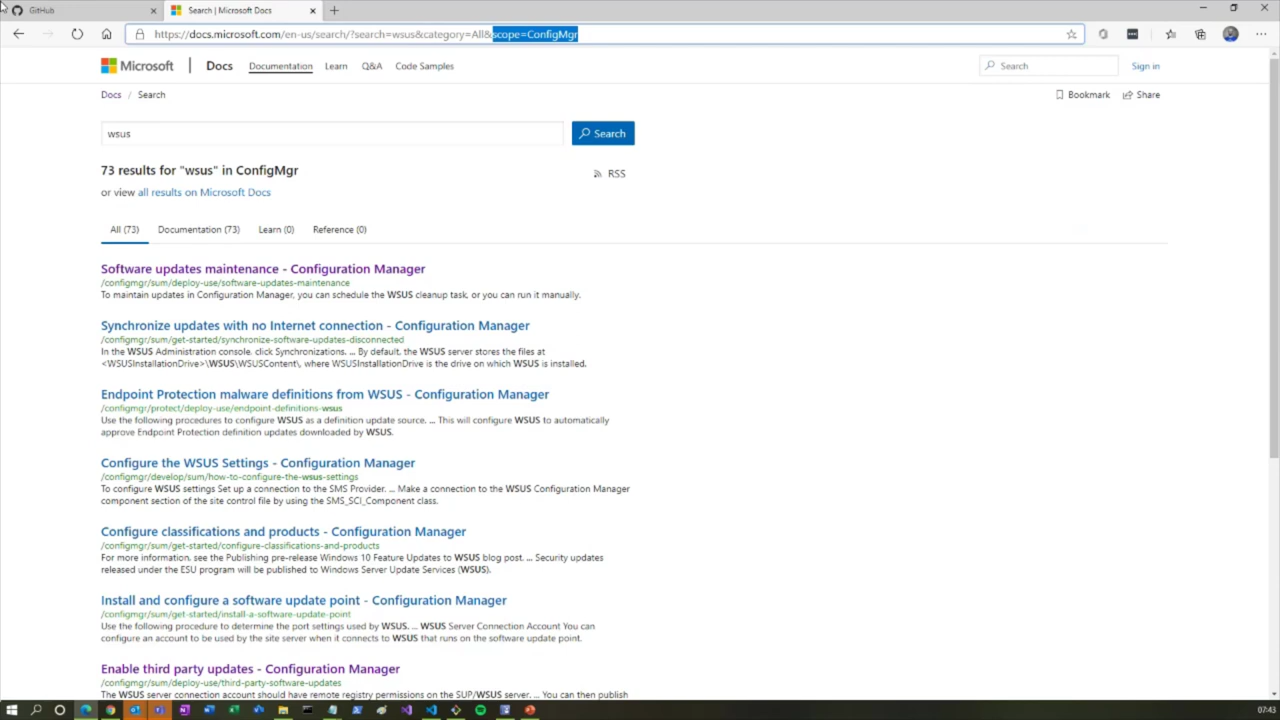 GitHub
Search | Microsoft Docs
https://docs.microsoft.com/en-us/search/?search=wsus&category=All&scope=ConfigMgr
Microsoft | Docs Documentation Learn Q&A Code Samples
Search
Sign in
Docs / Search
Bookmark
Share
wsus
Search
73 results for "wsus" in ConfigMgr
RSS
or view all results on Microsoft Docs
All (73) Documentation (73) Learn (0) Reference (0)
Software updates maintenance - Configuration Manager
/configmgr/sum/deploy-use/software-updates-maintenance
To maintain updates in Configuration Manager, you can schedule the WSUS cleanup task, or you can run it manually.
Synchronize updates with no Internet connection - Configuration Manager
/configmgr/sum/get-started/synchronize-software-updates-disconnected
In the WSUS Administration console, click Synchronizations. ... By default, the WSUS server stores the files at
<WSUSInstallationDrive>\WSUS\WSUSContent\, where WSUSInstallationDrive is the drive on which WSUS is installed.
Endpoint Protection malware definitions from WSUS - Configuration Manager
/configmgr/protect/deploy-use/endpoint-definitions-wsus
Use the following procedures to configure WSUS as a definition update source. ... This will configure WSUS to automatically
approve Endpoint Protection definition updates downloaded by WSUS.
Configure the WSUS Settings - Configuration Manager
/configmgr/develop/sum/how-to-configure-the-wsus-settings
To configure WSUS settings Set up a connection to the SMS Provider. ... Make a connection to the WSUS Configuration Manager
component section of the site control file by using the SMS_SCI_Component class.
Configure classifications and products - Configuration Manager
/configmgr/sum/get-started/configure-classifications-and-products
For more information, see the Publishing pre-release Windows 10 Feature Updates to WSUS blog post. ... Security updates
released under the ESU program will be published to Windows Server Update Services (WSUS).
Install and configure a software update point - Configuration Manager
/configmgr/sum/get-started/install-a-software-update-point
Use the following procedure to determine the port settings used by WSUS. ... WSUS Server Connection Account You can
configure an account to be used by the site server when it connects to WSUS that runs on the software update point.
Enable third party updates - Configuration Manager
/configmgr/sum/deploy-use/third-party-software-updates
The WSUS server connection account should have remote registry permissions on the SUP/WSUS server. ... You can then publish
07:43